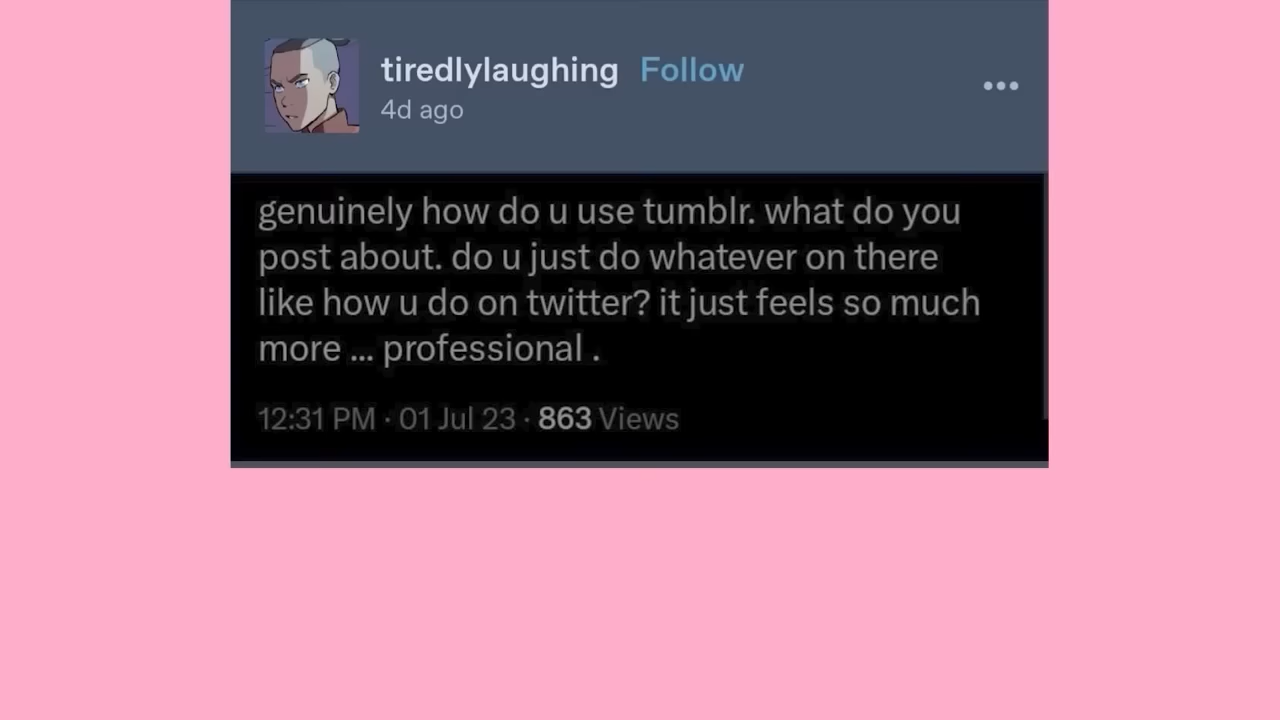 tiredlylaughing Follow
4d ago
genuinely how do u use tumblr. what do you
post about. do u just do whatever on there
like how u do on twitter? it just feels so much
more ... professional .
12:31 PM · 01 Jul 23 · 863 Views